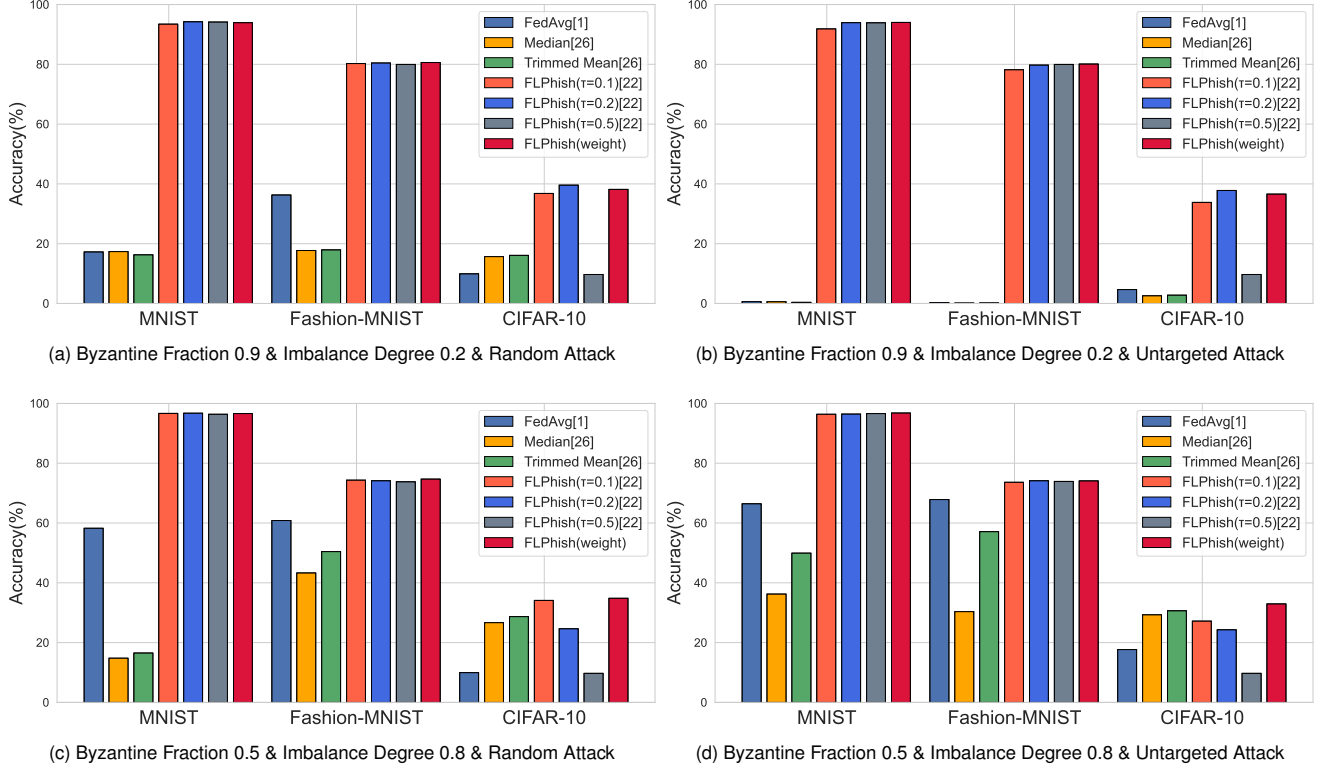 100
80
60
40
20
0
Accuracy(%)
FedAvg[1]
Median[26]
Trimmed Mean[26]
FLPhish(τ=0.1)[22]
FLPhish(τ=0.2)[22]
FLPhish(τ=0.5)[22]
FLPhish(weight)
MNIST Fashion-MNIST CIFAR-10
(a) Byzantine Fraction 0.9 & Imbalance Degree 0.2 & Random Attack
100
80
60
40
20
0
Accuracy(%)
FedAvg[1]
Median[26]
Trimmed Mean[26]
FLPhish(τ=0.1)[22]
FLPhish(τ=0.2)[22]
FLPhish(τ=0.5)[22]
FLPhish(weight)
MNIST Fashion-MNIST CIFAR-10
(b) Byzantine Fraction 0.9 & Imbalance Degree 0.2 & Untargeted Attack
100
80
60
40
20
0
Accuracy(%)
FedAvg[1]
Median[26]
Trimmed Mean[26]
FLPhish(τ=0.1)[22]
FLPhish(τ=0.2)[22]
FLPhish(τ=0.5)[22]
FLPhish(weight)
MNIST Fashion-MNIST CIFAR-10
(c) Byzantine Fraction 0.5 & Imbalance Degree 0.8 & Random Attack
100
80
60
40
20
0
Accuracy(%)
FedAvg[1]
Median[26]
Trimmed Mean[26]
FLPhish(τ=0.1)[22]
FLPhish(τ=0.2)[22]
FLPhish(τ=0.5)[22]
FLPhish(weight)
MNIST Fashion-MNIST CIFAR-10
(d) Byzantine Fraction 0.5 & Imbalance Degree 0.8 & Untargeted Attack